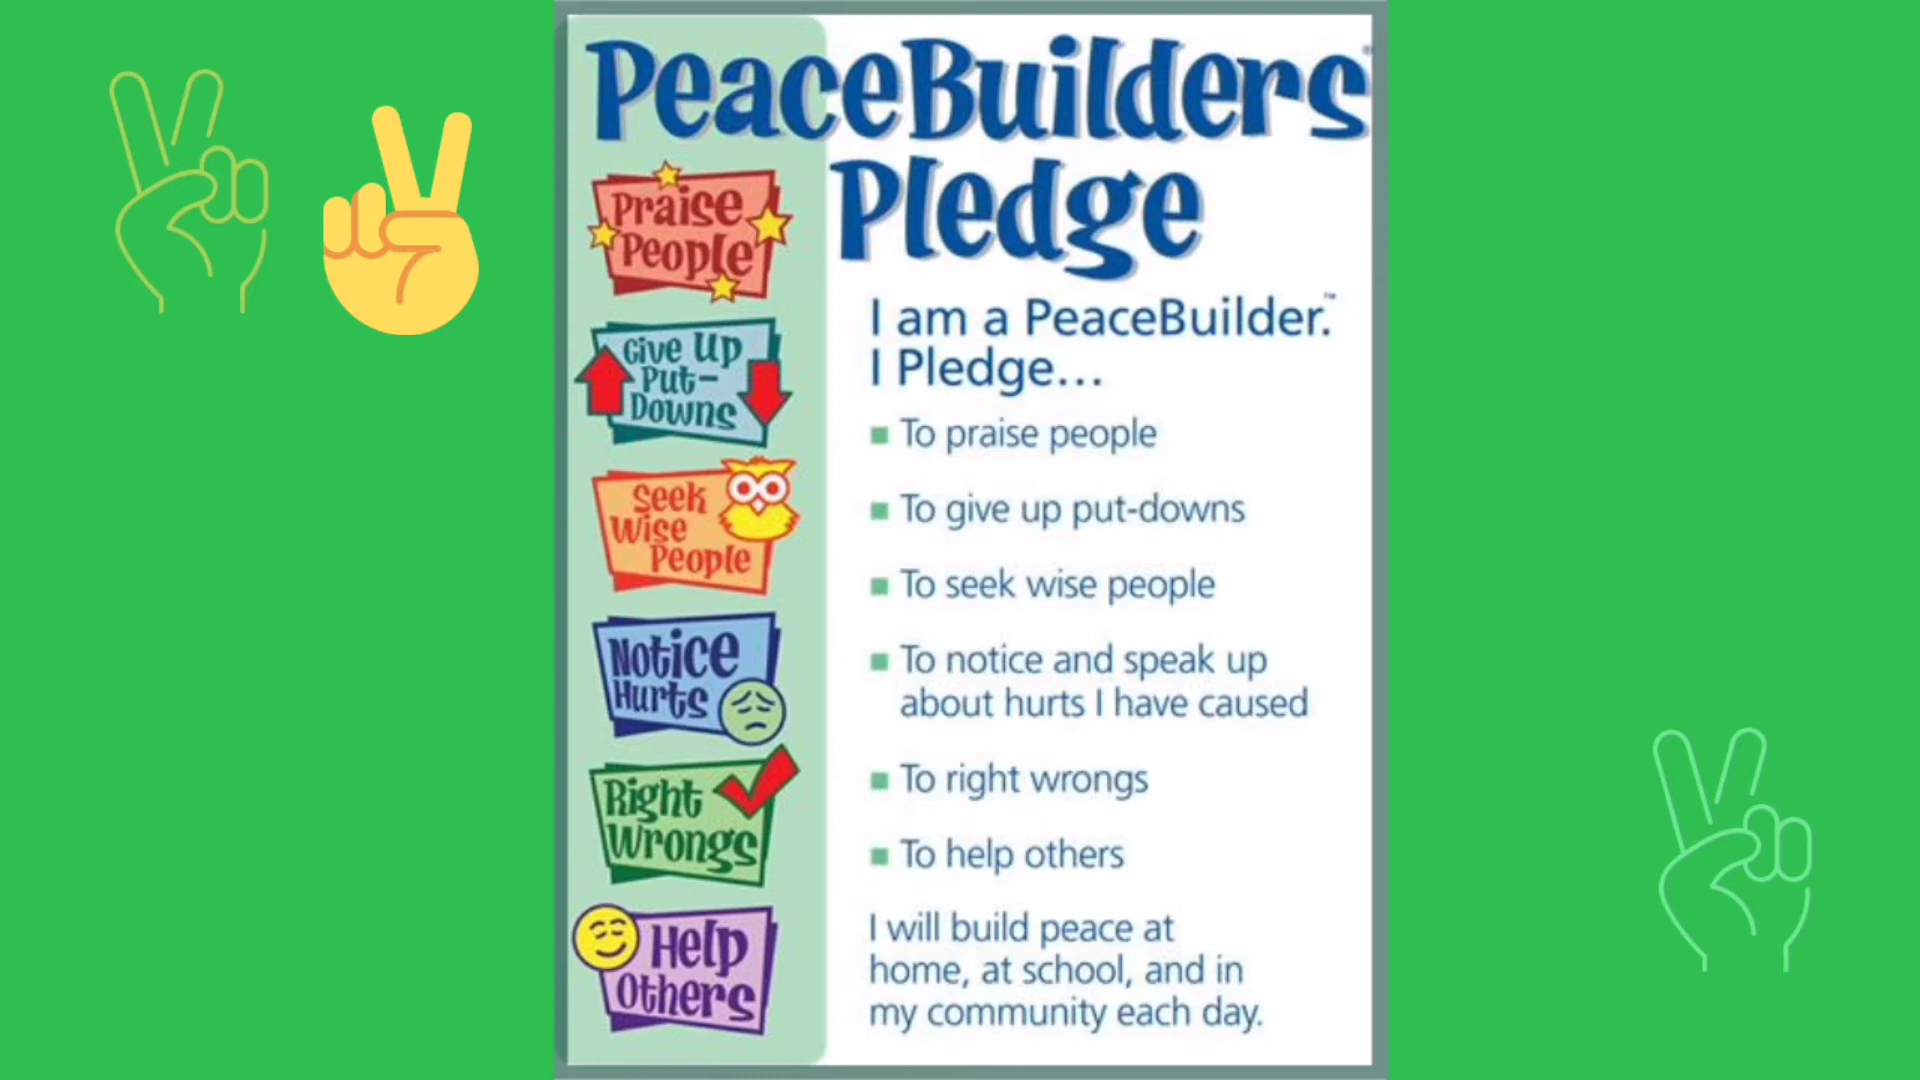 PeaceBuilders®
Pledge
Praise
People
Give Up
Put-
Downs
Seek
Wise
People
Notice
Hurts
Right
Wrongs
Help
Others
I am a PeaceBuilder.™
I Pledge...
To praise people
To give up put-downs
To seek wise people
To notice and speak up
about hurts I have caused
To right wrongs
To help others
I will build peace at
home, at school, and in
my community each day.